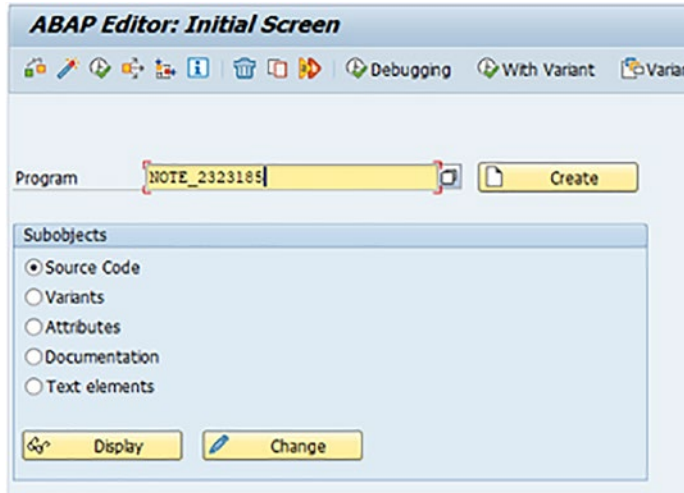 ABAP Editor: Initial Screen
Debugging With Variant
Program NOTE_2323185 Create
Subobjects
Source Code
Variants
Attributes
Documentation
Text elements
Display Change